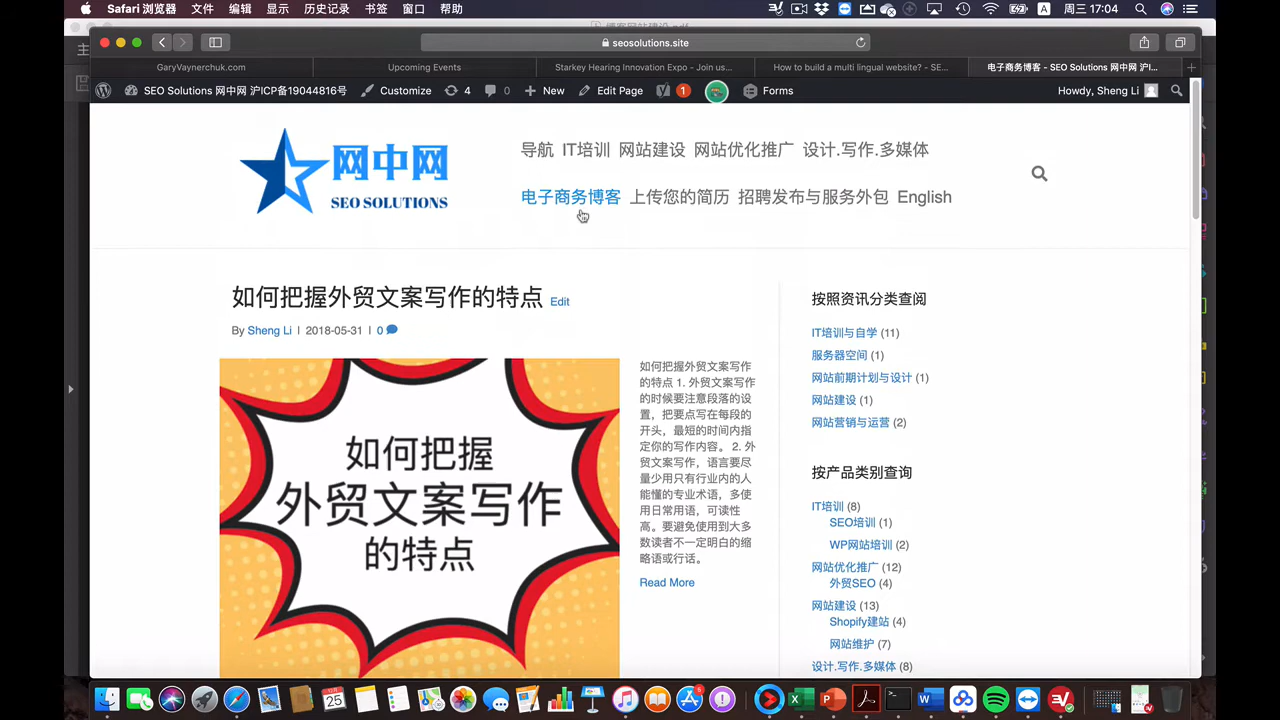 Safari 浏览器 文件 编辑 显示 历史记录 书签 窗口 帮助 周三 17:04
seosolutions.site
GaryVaynerchuk.com
Upcoming Events
Starkey Hearing Innovation Expo - Join us...
How to build a multi lingual website? - SE...
电子商务博客 - SEO Solutions 网中网 沪I...
SEO Solutions 网中网 沪ICP备19044816号 Customize 4 0 New Edit Page 1 Forms Howdy, Sheng Li
网中网
SEO SOLUTIONS
导航 IT培训 网站建设 网站优化推广 设计.写作.多媒体
电子商务博客 上传您的简历 招聘发布与服务外包 English
如何把握外贸文案写作的特点 Edit
By Sheng Li | 2018-05-31 | 0
如何把握
外贸文案写作
的特点
如何把握外贸文案写作
的特点 1. 外贸文案写作
的时候要注意段落的设
置，把要点写在每段的
开头，最短的时间内指
定你的写作内容。 2. 外
贸文案写作，语言要尽
量少用只有行业内的人
能懂的专业术语，多使
用日常用语，可读性
高。要避免使用到大多
数读者不一定明白的缩
略语或行话。
Read More
按照资讯分类查阅
IT培训与自学 (11)
服务器空间 (1)
网站前期计划与设计 (1)
网站建设 (1)
网站营销与运营 (2)
按产品类别查询
IT培训 (8)
SEO培训 (1)
WP网站培训 (2)
网站优化推广 (12)
外贸SEO (4)
网站建设 (13)
Shopify建站 (4)
网站维护 (7)
设计.写作.多媒体 (8)